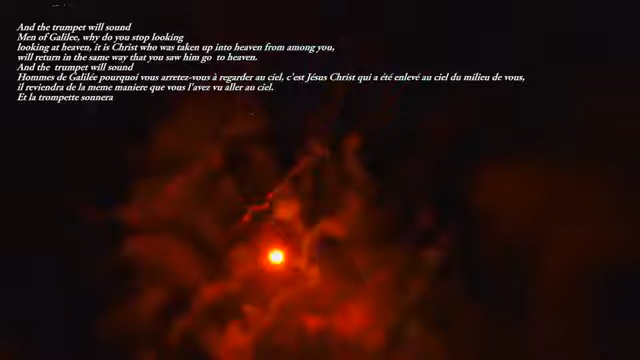 And the trumpet will sound
Men of Galilee, why do you stop looking
looking at heaven, it is Christ who was taken up into heaven from among you,
will return in the same way that you saw him go to heaven.
And the trumpet will sound
Hommes de Galilée pourquoi vous arretez-vous à regarder au ciel, c'est Jésus Christ qui a été enlevé au ciel du milieu de vous,
il reviendra de la meme maniere que vous l'avez vu aller au ciel.
Et la trompette sonnera